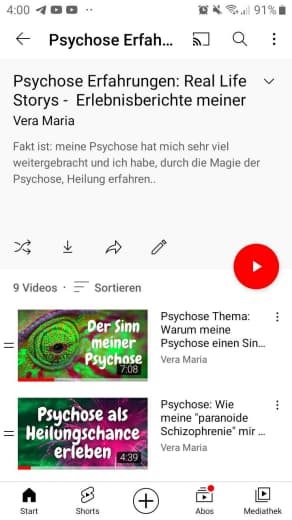 4:00
91%
Psychose Erfah...
Psychose Erfahrungen: Real Life
Storys - Erlebnisberichte meiner
Vera Maria
Fakt ist: meine Psychose hat mich sehr viel
weitergebracht und ich habe, durch die Magie der
Psychose, Heilung erfahren..
9 Videos · Sortieren
Der Sinn
meiner
Psychose
7:08
Psychose Thema:
Warum meine
Psychose einen Sin...
Vera Maria
Psychose als
Heilungschance
erleben
4:39
Psychose: Wie
meine "paranoide
Schizophrenie" mir ...
Vera Maria
Start
Shorts
Abos
Mediathek